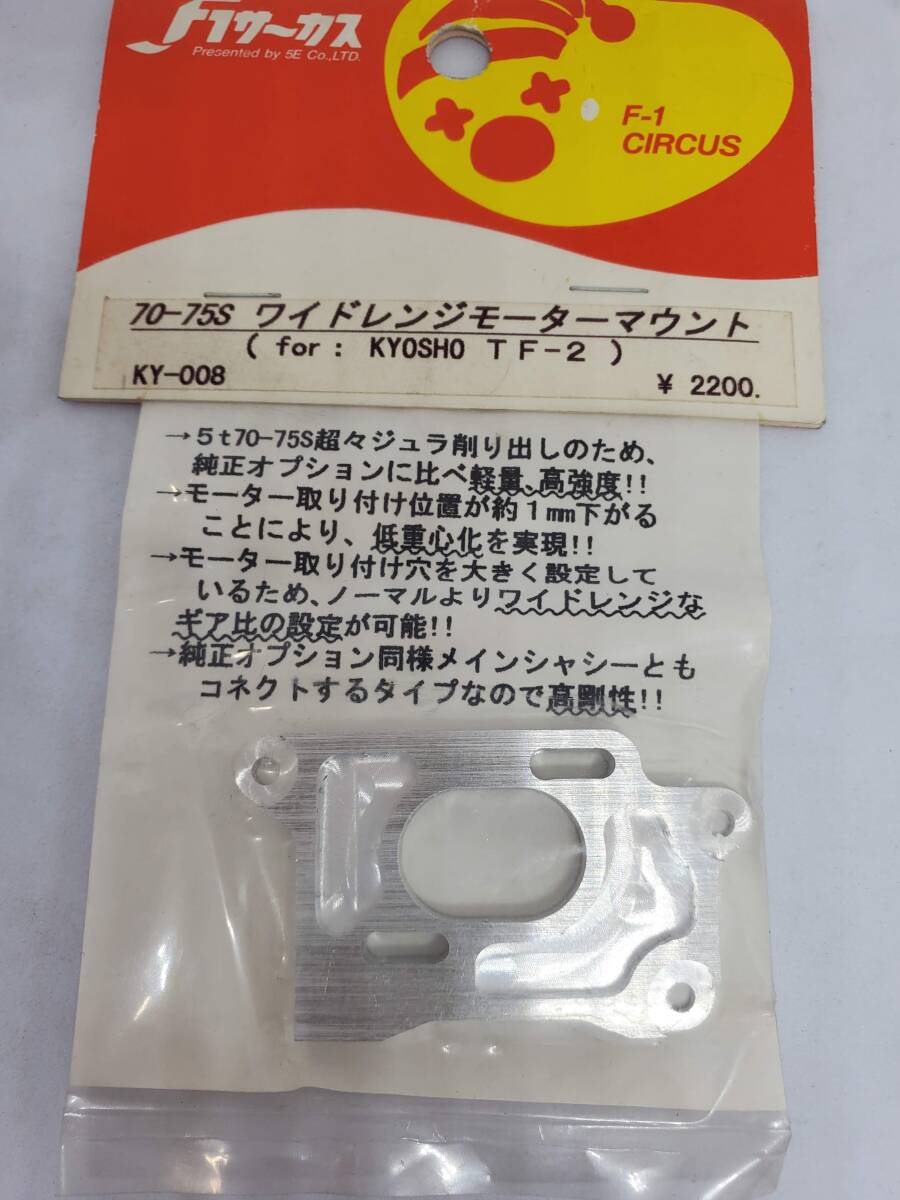 F1サーカス
Presented by 5E Co.,LTD.
F-1
CIRCUS
70-75S ワイドレンジモーターマウント
( for : KYOSHO TF-2 )
KY-008 ¥ 2200.
→5t70-75S超々ジュラ削り出しのため、
純正オプションに比べ軽量、高強度!!
→モーター取り付け位置が約1mm下がる
ことにより、低重心化を実現!!
→モーター取り付け穴を大きく設定して
いるため、ノーマルよりワイドレンジな
ギア比の設定が可能!!
→純正オプション同様メインシャシーとも
コネクトするタイプなので高剛性!!